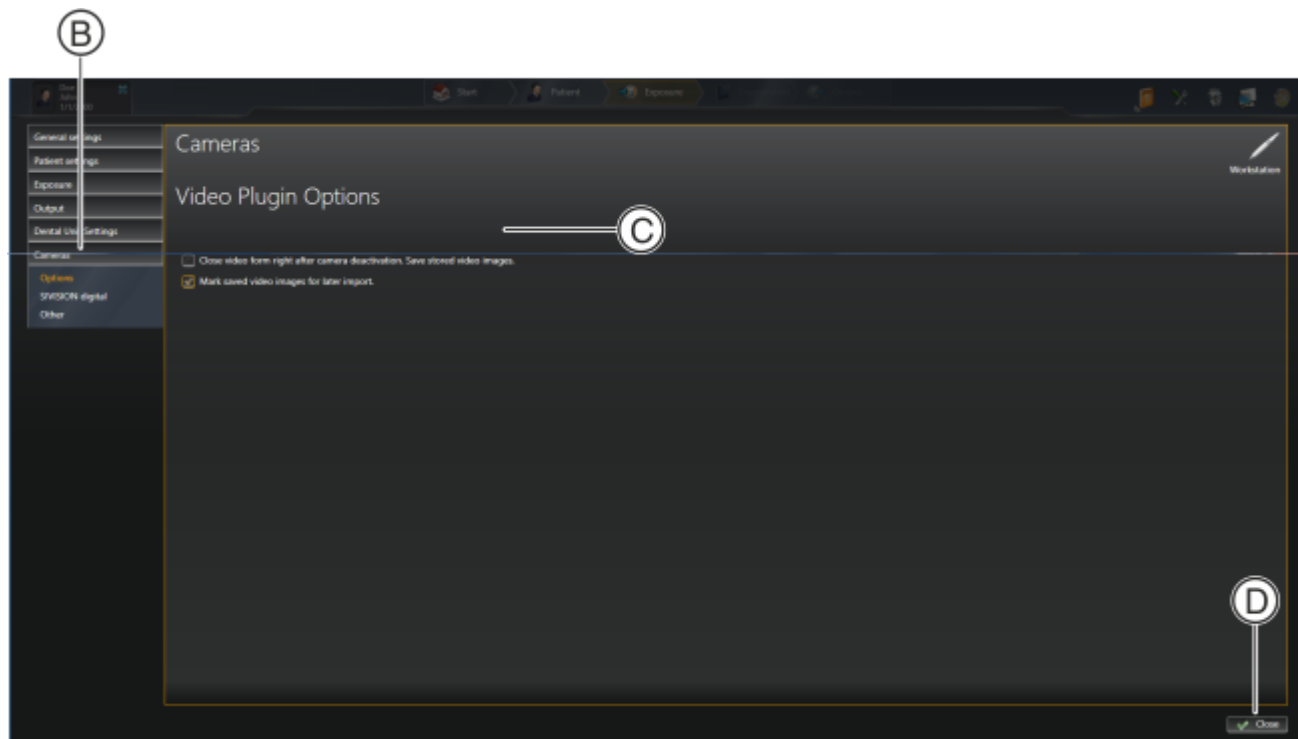 B
Start
Patient
Exposure
General settings
Patient settings
Exposure
Output
Dental Unit Settings
Cameras
Options
SIVISION digital
Other
Cameras
Workstation
Video Plugin Options
C
Close video form right after camera deactivation. Save stored video images.
Mark saved video images for later import.
D
Close